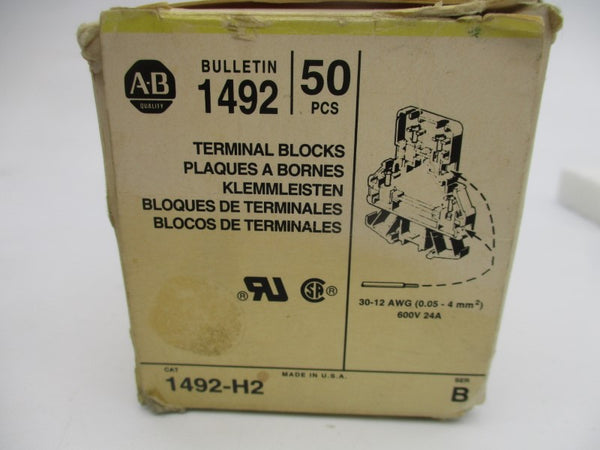 A-B
QUALITY
BULLETIN
1492
50
PCS
TERMINAL BLOCKS
PLAQUES A BORNES
KLEMMLEISTEN
BLOQUES DE TERMINALES
BLOCOS DE TERMINALES
30-12 AWG (0.05 - 4 mm²)
600V 24A
CAT
1492-H2
MADE IN U.S.A.
SER
B